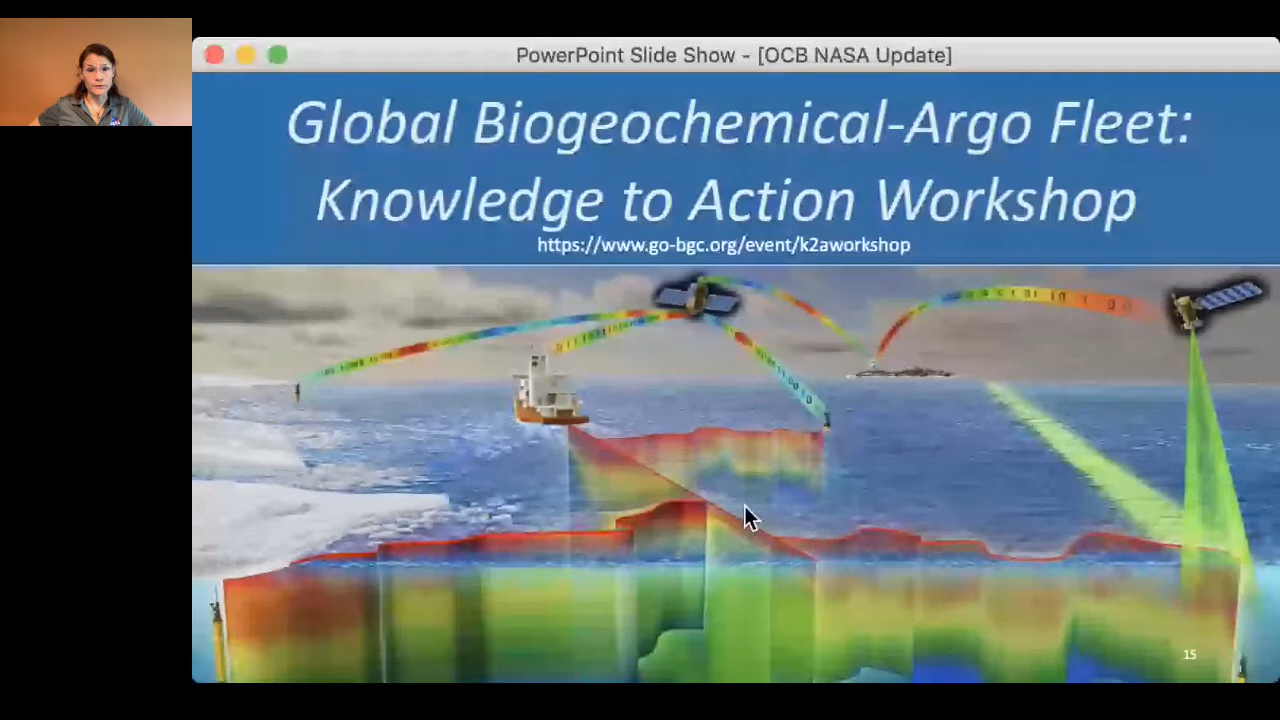 PowerPoint Slide Show - [OCB NASA Update]
Global Biogeochemical-Argo Fleet:
Knowledge to Action Workshop
https://www.go-bgc.org/event/k2aworkshop
15